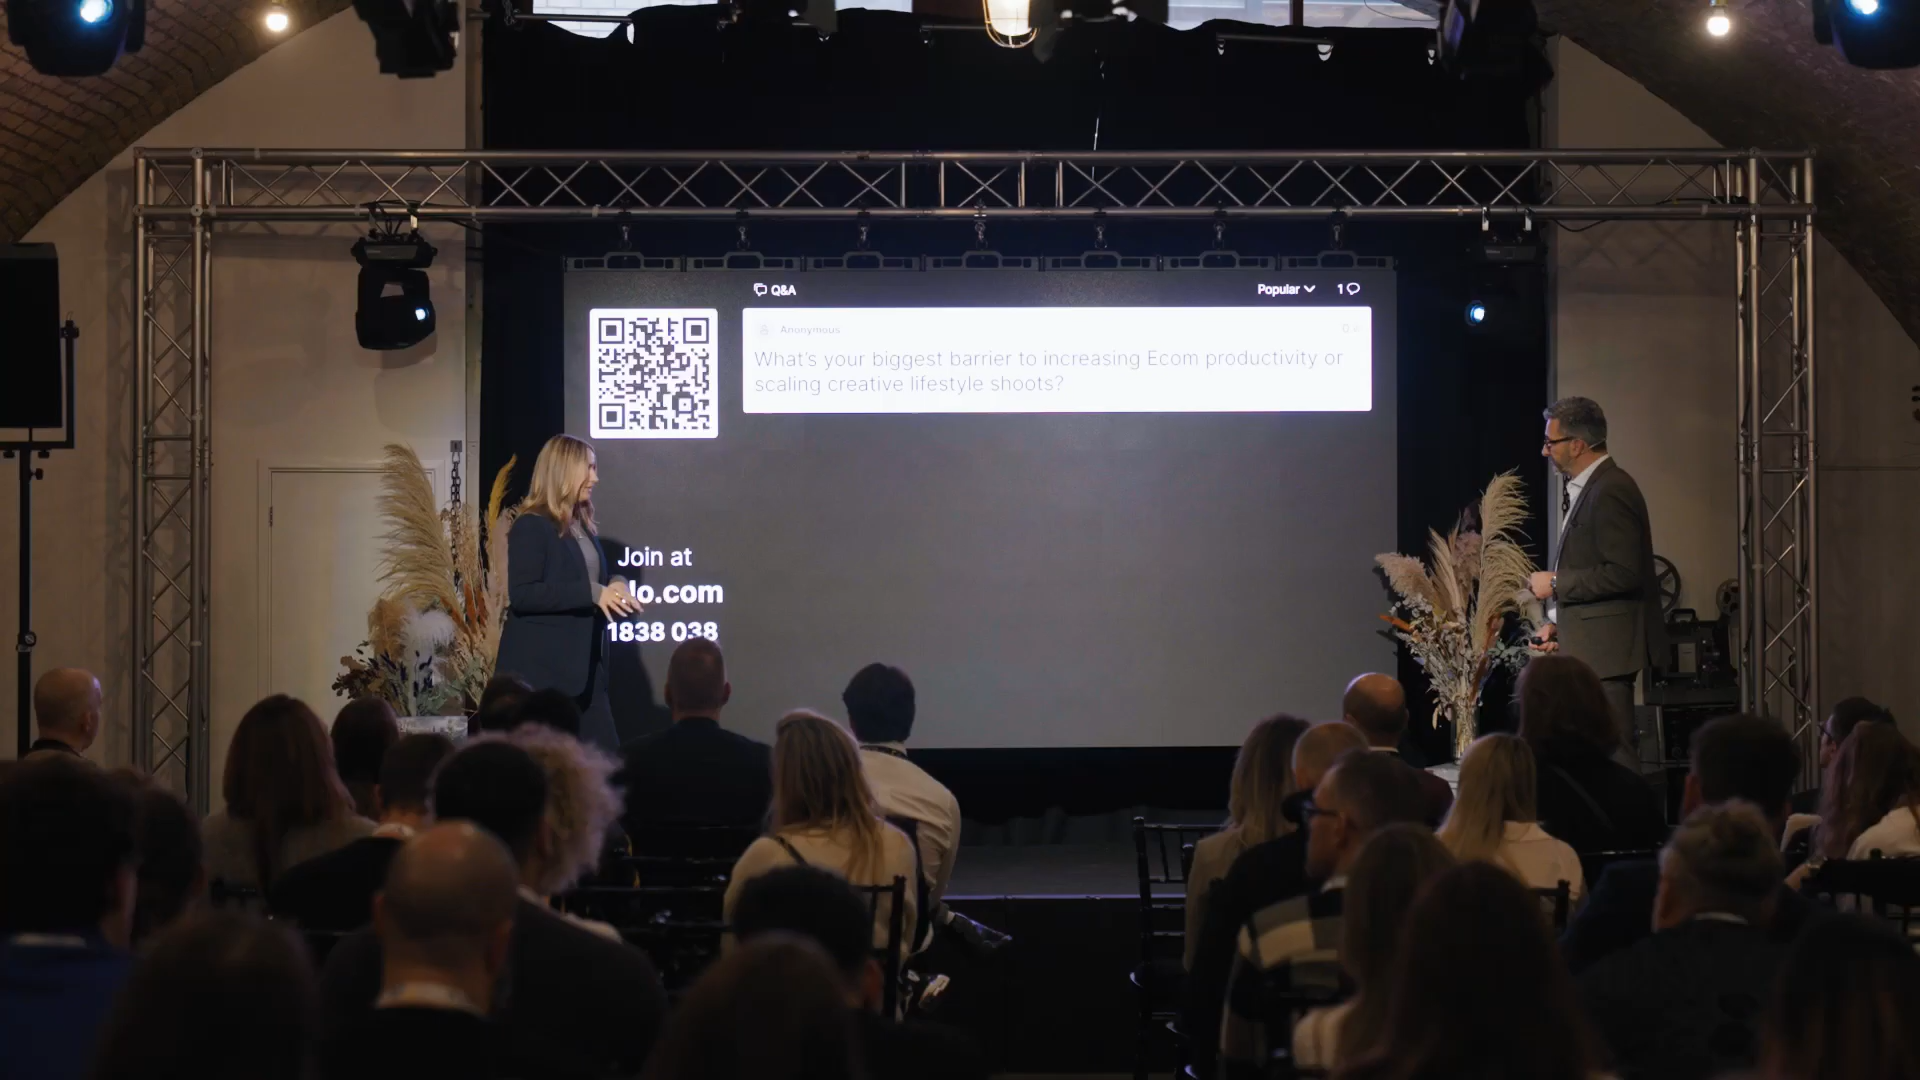 Q&A
Popular
1
Anonymous
What's your biggest barrier to increasing Ecom productivity or
scaling creative lifestyle shoots?
Join at
lo.com
1838 038